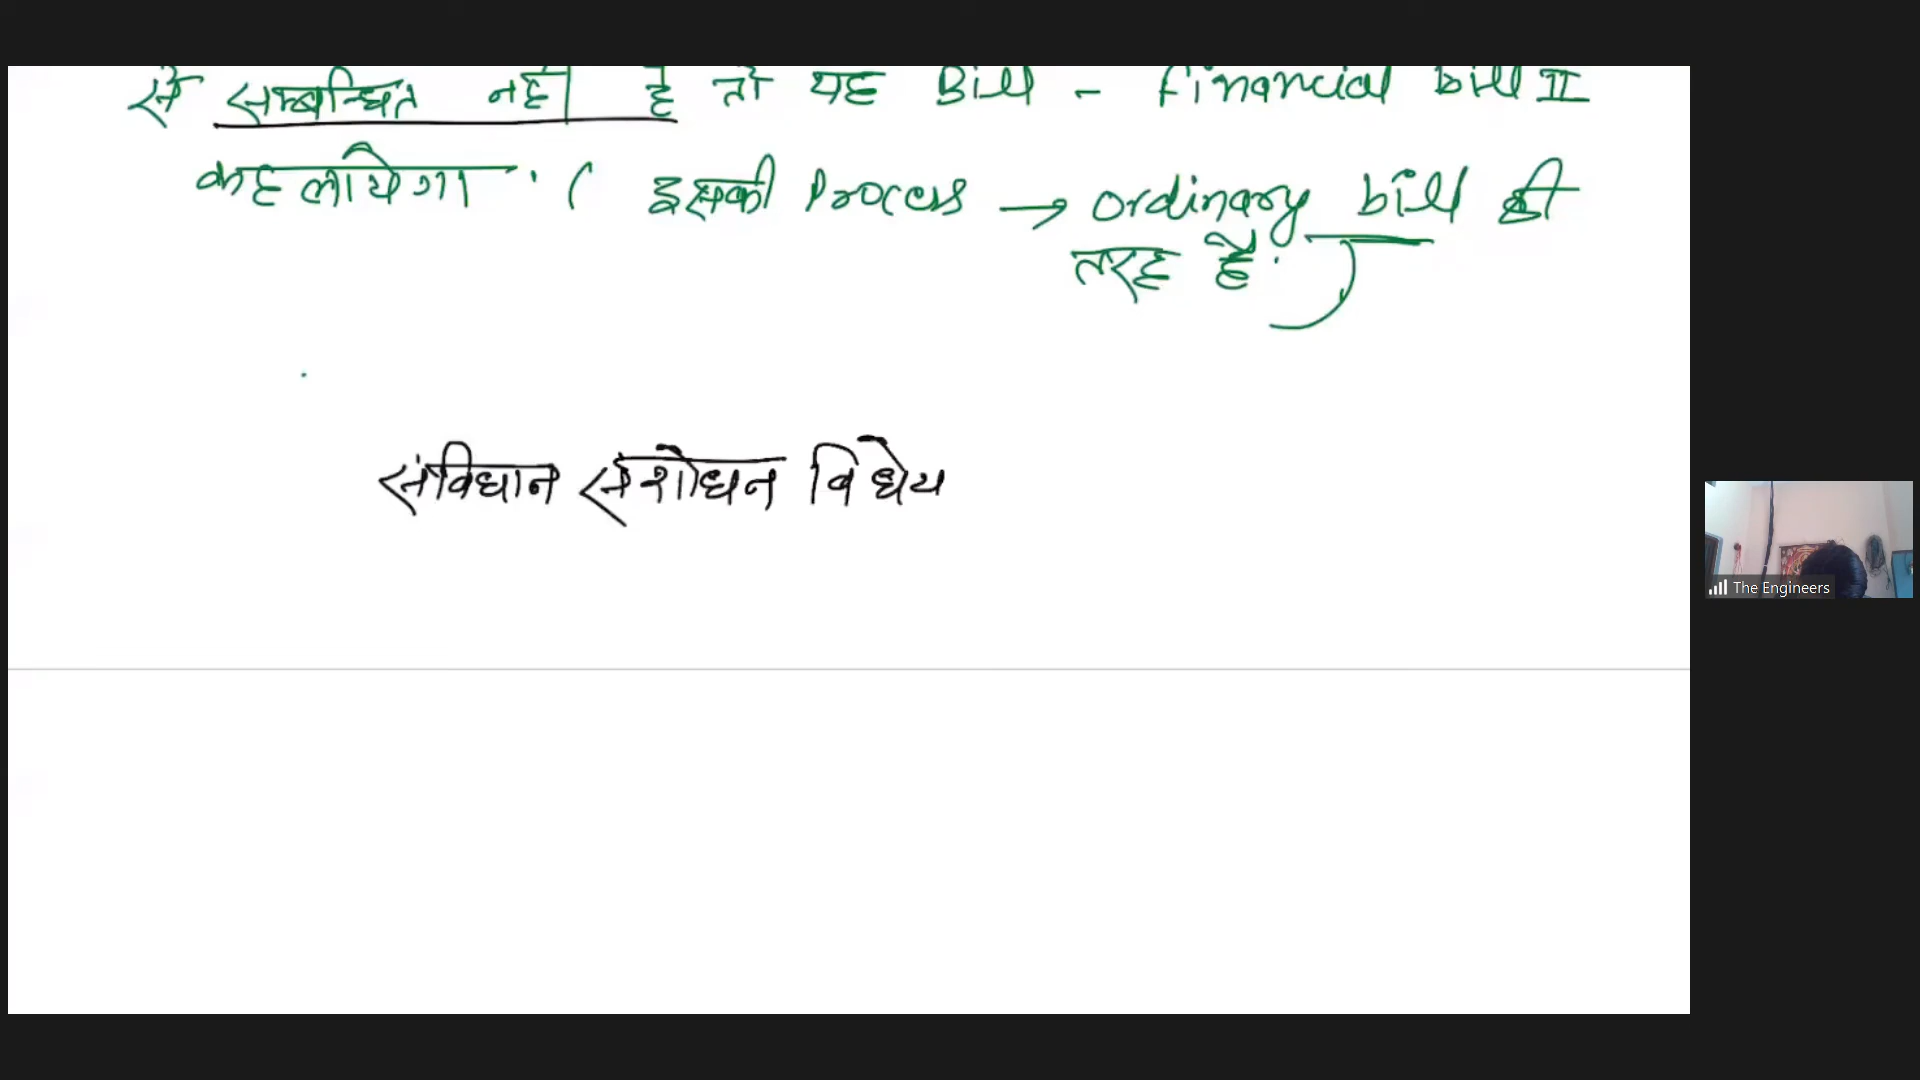 से सम्बन्धित नही है तो यह Bill - financial bill II
कहलायेगा . ( इसकी Process → ordinary bill की
तरह है . )
संविधान संशोधन विधेय
The Engineers